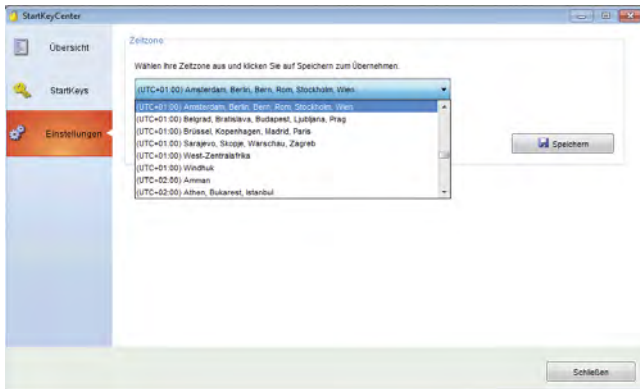 StartKeyCenter
Übersicht
StartKeys
Einstellungen
Zeitzone
Wählen Ihre Zeitzone aus und klicken Sie auf Speichern zum Übernehmen.
(UTC+01:00) Amsterdam, Berlin, Bern, Rom, Stockholm, Wien
(UTC+01:00) Amsterdam, Berlin, Bern, Rom, Stockholm, Wien
(UTC+01:00) Belgrad, Bratislava, Budapest, Ljubljana, Prag
(UTC+01:00) Brüssel, Kopenhagen, Madrid, Paris
(UTC+01:00) Sarajevo, Skopje, Warschau, Zagreb
(UTC+01:00) West-Zentralafrika
(UTC+01:00) Windhuk
(UTC+02:00) Amman
(UTC+02:00) Athen, Bukarest, Istanbul
Speichern
Schließen